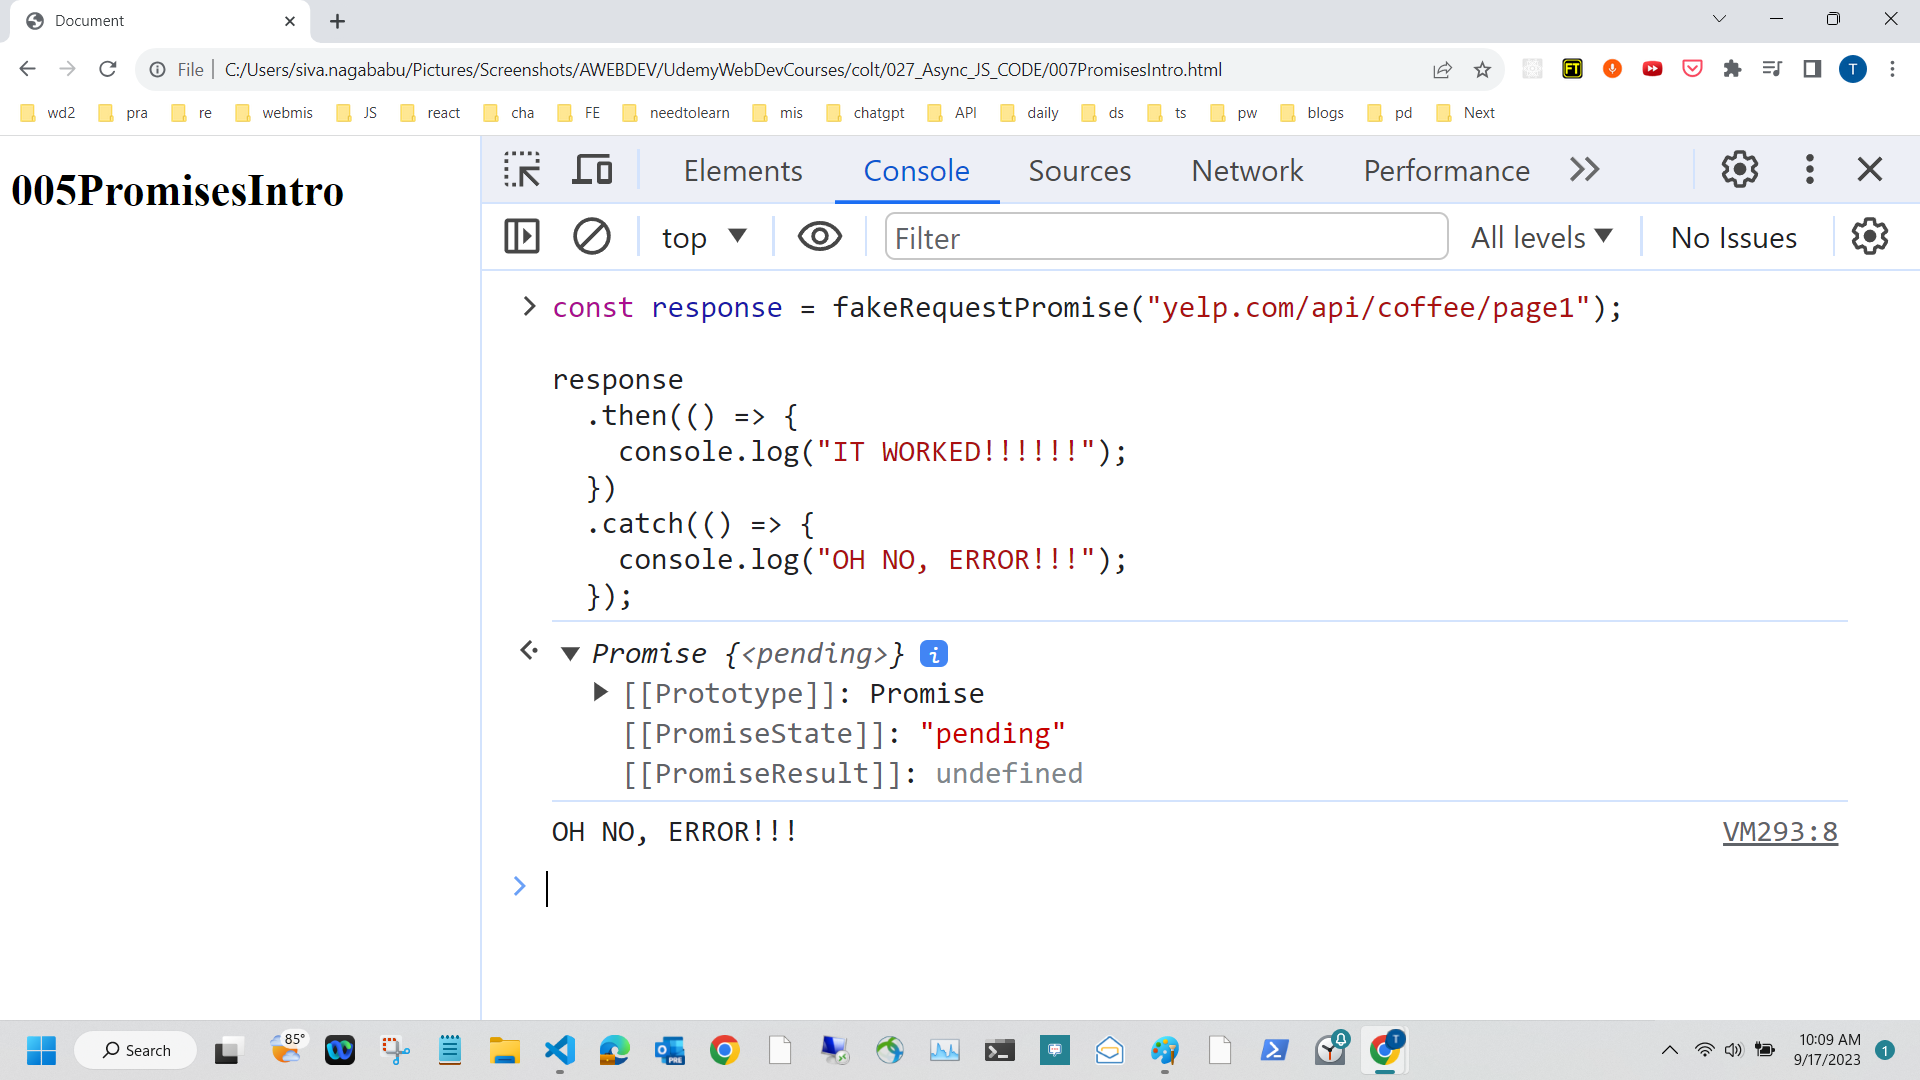 Document
File
C:/Users/siva.nagababu/Pictures/Screenshots/AWEBDEV/UdemyWebDevCourses/colt/027_Async_JS_CODE/007PromisesIntro.html
FT
T
wd2 pra re webmis JS react cha FE needtolearn mis chatgpt API daily ds ts pw blogs pd Next
005PromisesIntro
Elements Console Sources Network Performance
top Filter All levels No Issues
const response = fakeRequestPromise("yelp.com/api/coffee/page1");
response
.then(() => {
console.log("IT WORKED!!!!!!");
})
.catch(() => {
console.log("OH NO, ERROR!!!");
});
Promise {<pending>} i
[[Prototype]]: Promise
[[PromiseState]]: "pending"
[[PromiseResult]]: undefined
OH NO, ERROR!!! VM293:8
Search
85°
PRE
T
10:09 AM
9/17/2023
1